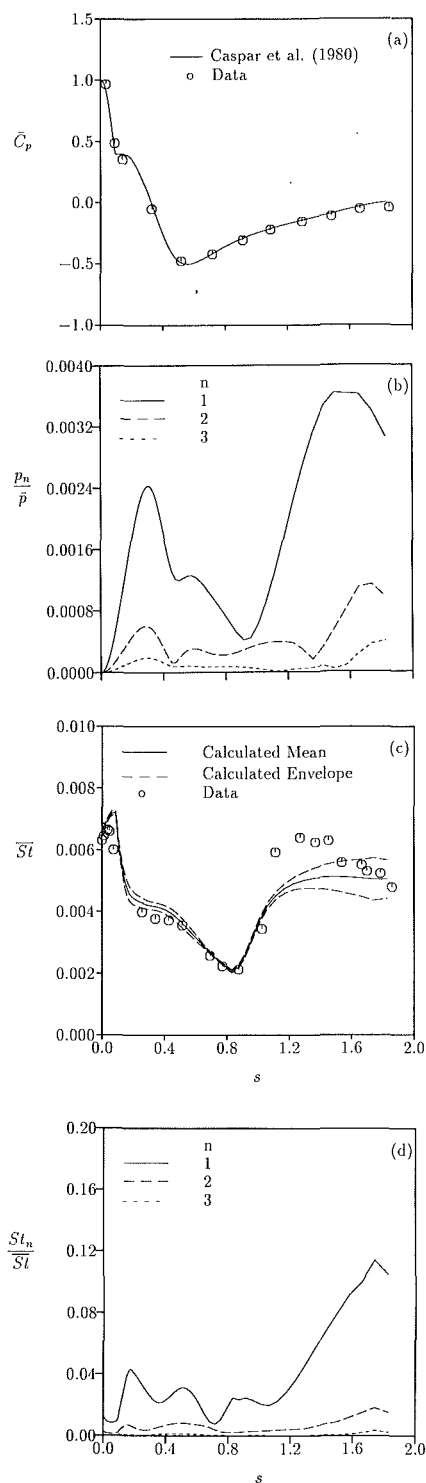 1.5
(a)
Caspar et al. (1980)
Data
1.0
0.5
C̄p
0.0
−0.5
−1.0
0.0040
(b)
n
1
2
3
0.0032
pn
p̄
0.0024
0.0016
0.0008
0.0000
0.010
(c)
Calculated Mean
Calculated Envelope
Data
0.008
St
0.006
0.004
0.002
0.000
0.0 0.4 0.8 1.2 1.6 2.0
s
0.20
(d)
n
1
2
3
0.16
Stn
St
0.12
0.08
0.04
0.00
0.0 0.4 0.8 1.2 1.6 2.0
s